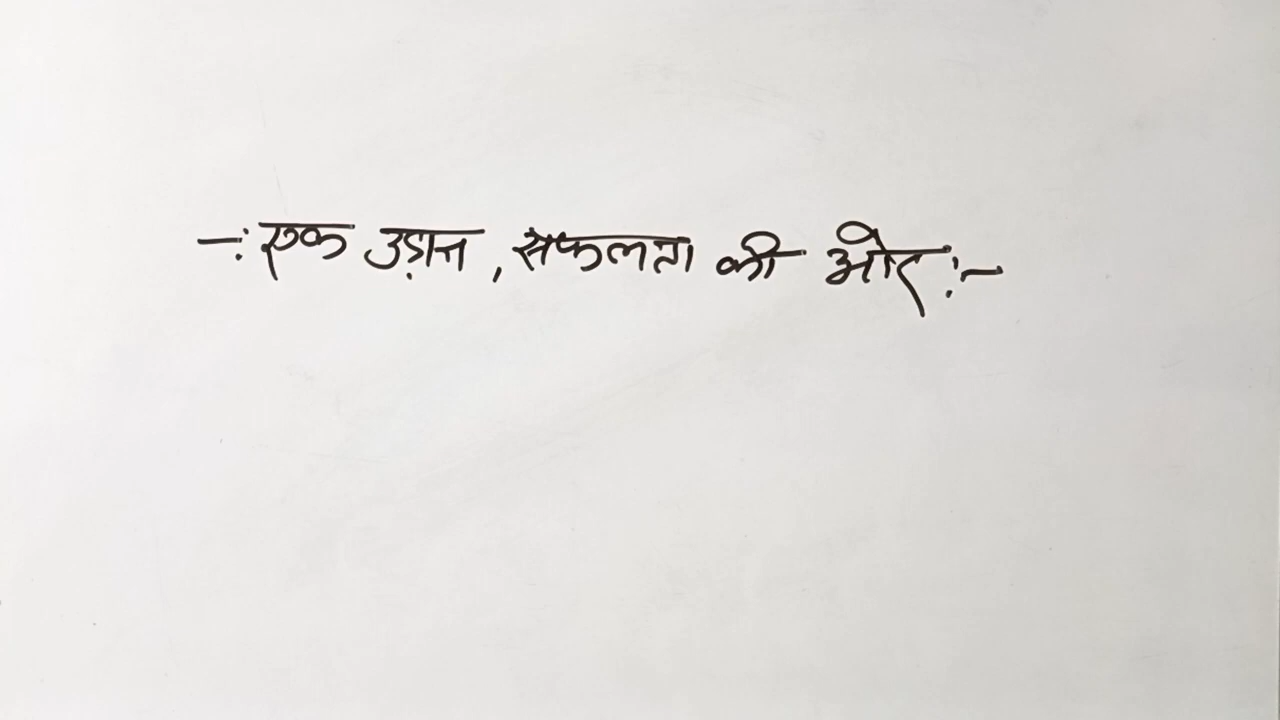 -: एक उड़ान, सफलता की ओर :-